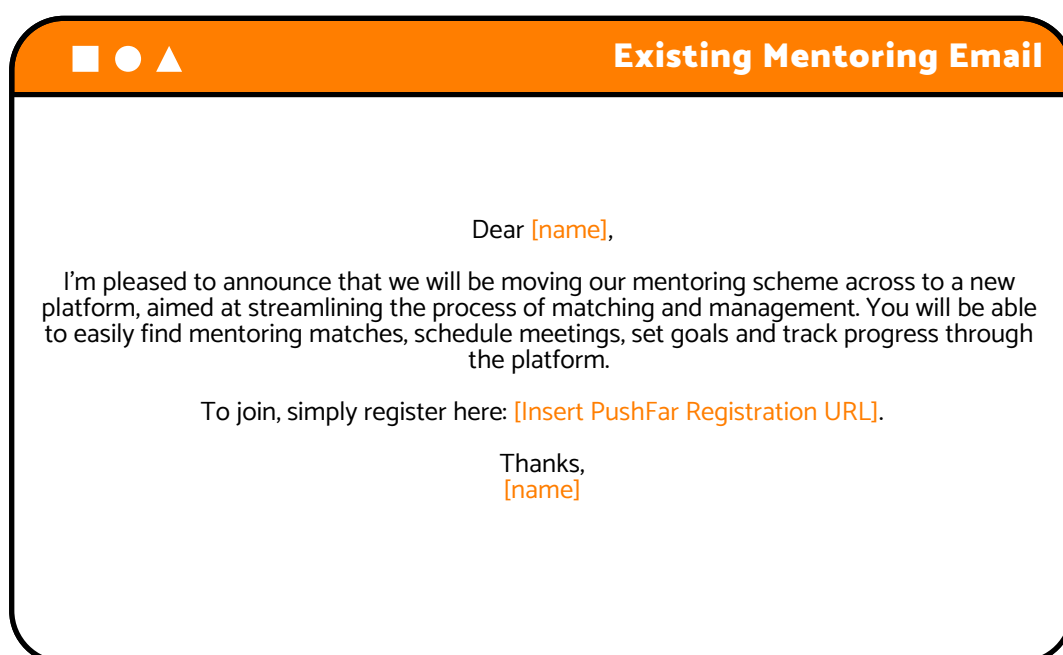 Existing Mentoring Email
Dear [name],
I'm pleased to announce that we will be moving our mentoring scheme across to a new
platform, aimed at streamlining the process of matching and management. You will be able
to easily find mentoring matches, schedule meetings, set goals and track progress through
the platform.
To join, simply register here: [Insert PushFar Registration URL].
Thanks,
[name]